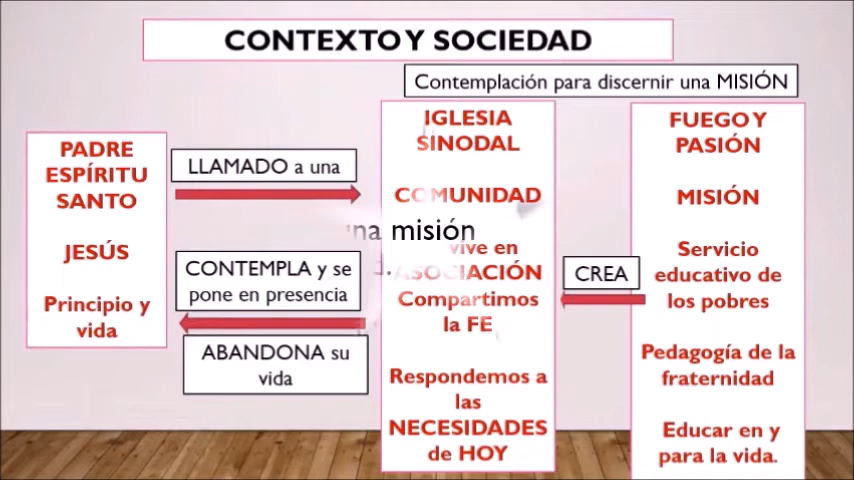 CONTEXTO Y SOCIEDAD
Contemplación para discernir una MISIÓN
PADRE
ESPÍRITU
SANTO
JESÚS
Principio y
vida
LLAMADO a una
CONTEMPLA y se
pone en presencia
ABANDONA su
vida
IGLESIA
SINODAL
COMUNIDAD
misión
vive en
ASOCIACIÓN
Compartimos
la FE
Respondemos a
las
NECESIDADES
de HOY
CREA
FUEGO Y
PASIÓN
MISIÓN
Servicio
educativo de
los pobres
Pedagogía de la
fraternidad
Educar en y
para la vida.